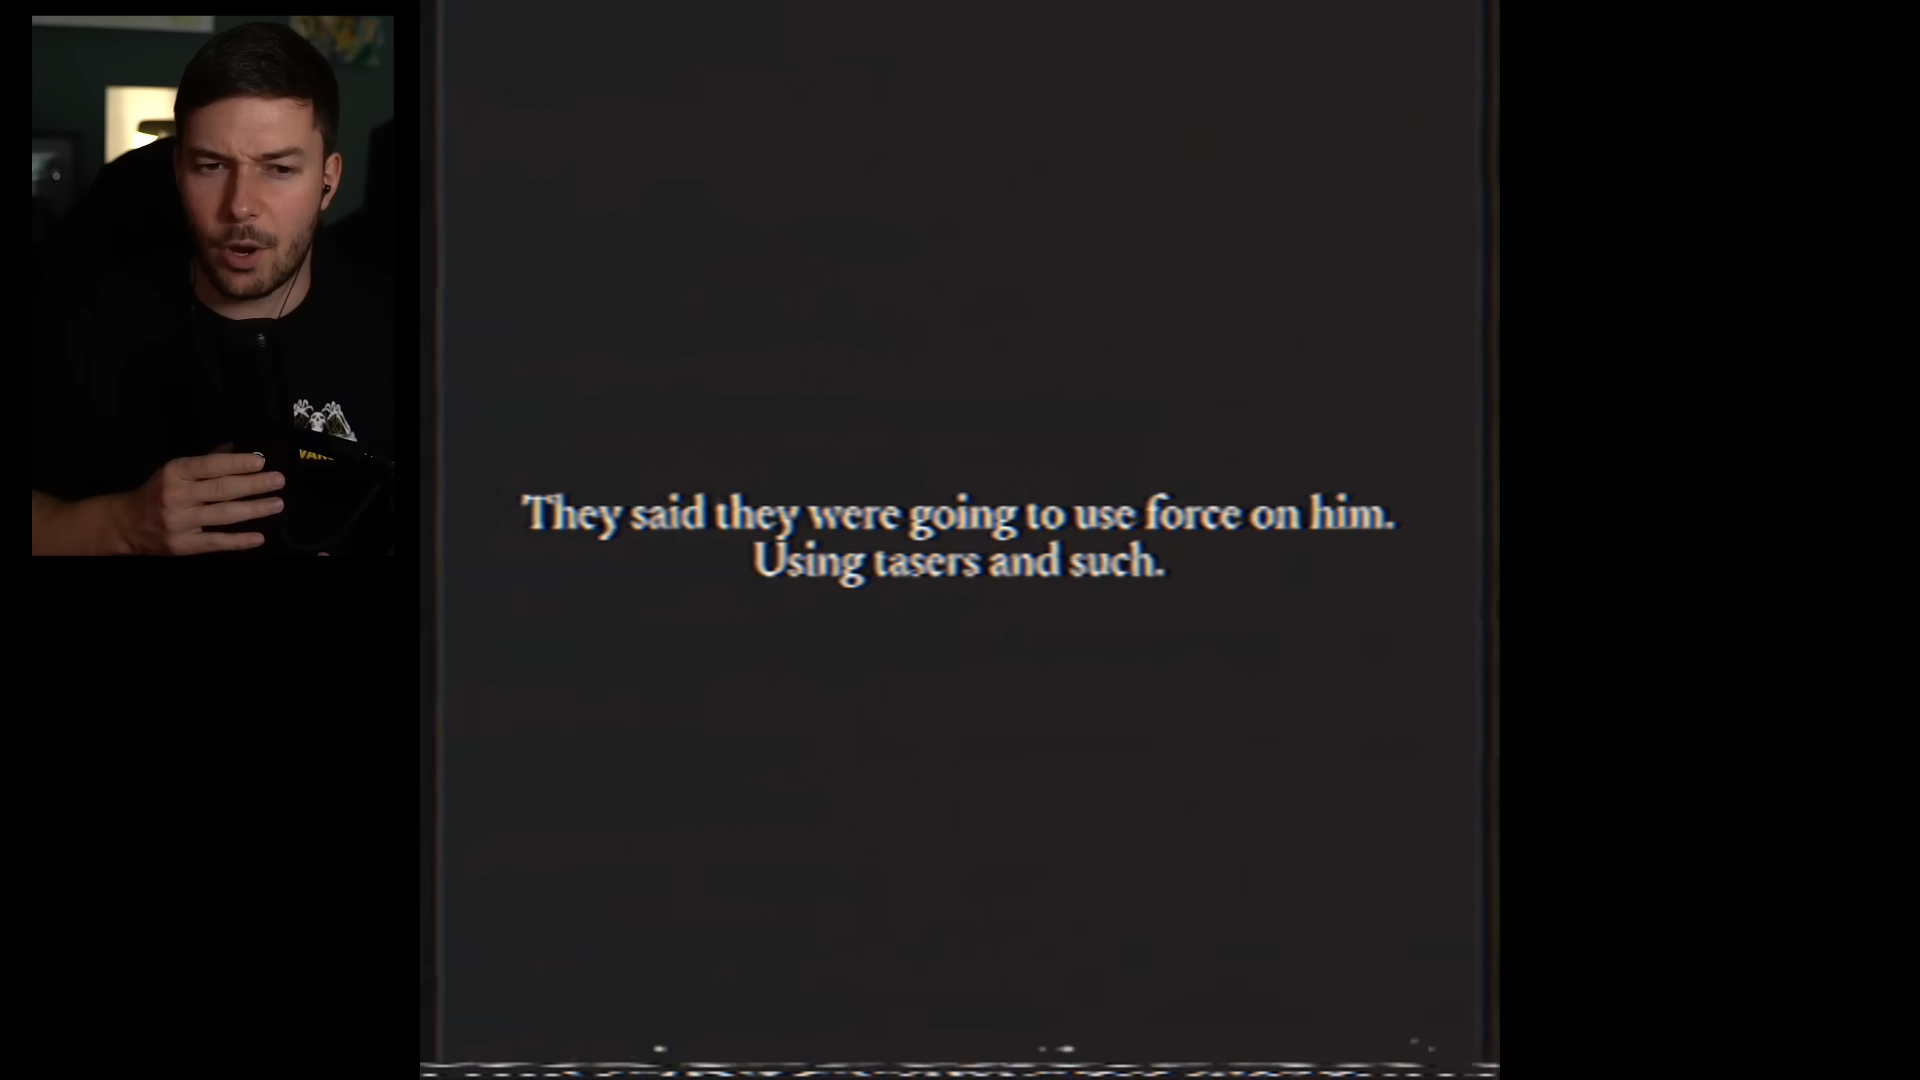 They said they were going to use force on him.
Using tasers and such.